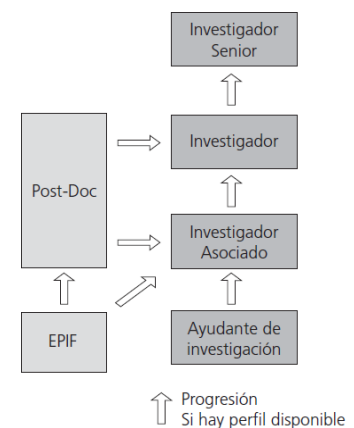 Investigador
Senior
Investigador
Post-Doc
Investigador
Asociado
EPIF
Ayudante de
investigación
Progresión
Si hay perfil disponible